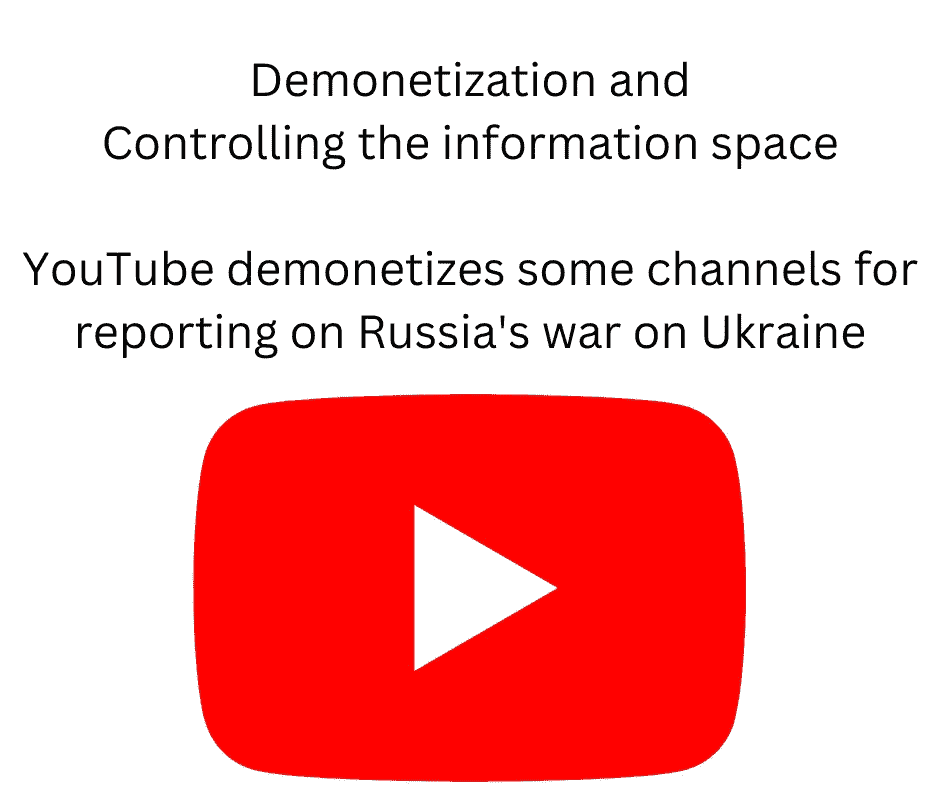 Demonetization and
Controlling the information space
YouTube demonetizes some channels for
reporting on Russia's war on Ukraine